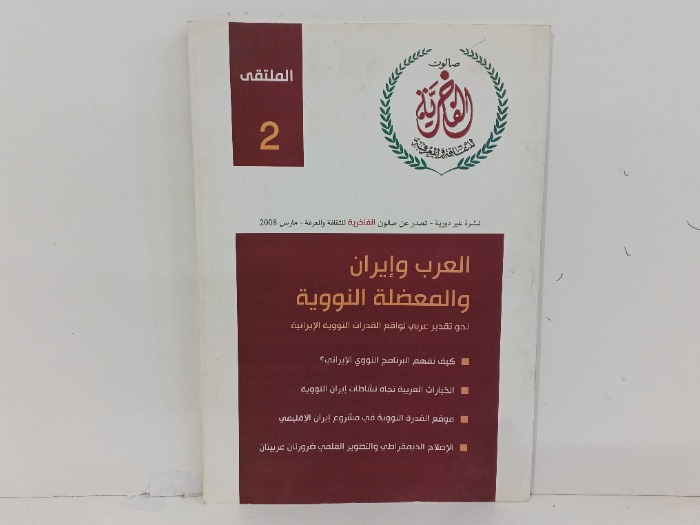 الملتقى
2
صالون
الفاخرية
للثقافة والمعرفة
نشرة غير دورية - تصدر عن صالون الفاخرية للثقافة والعرفة - مارس 2008
العرب وإيران
والمعضلة النووية
نحو تقدير عربي لواقع القدرات النووية الإيرانية
كيف نفهم البرنامج النووي الإيراني؟
الخيارات العربية تجاه نشاطات إيران النووية
موقع القدرة النووية في مشروع إيران الإقليمي
الإصلاح الديمقراطي والتطوير العلمي ضرورتان عربيتان